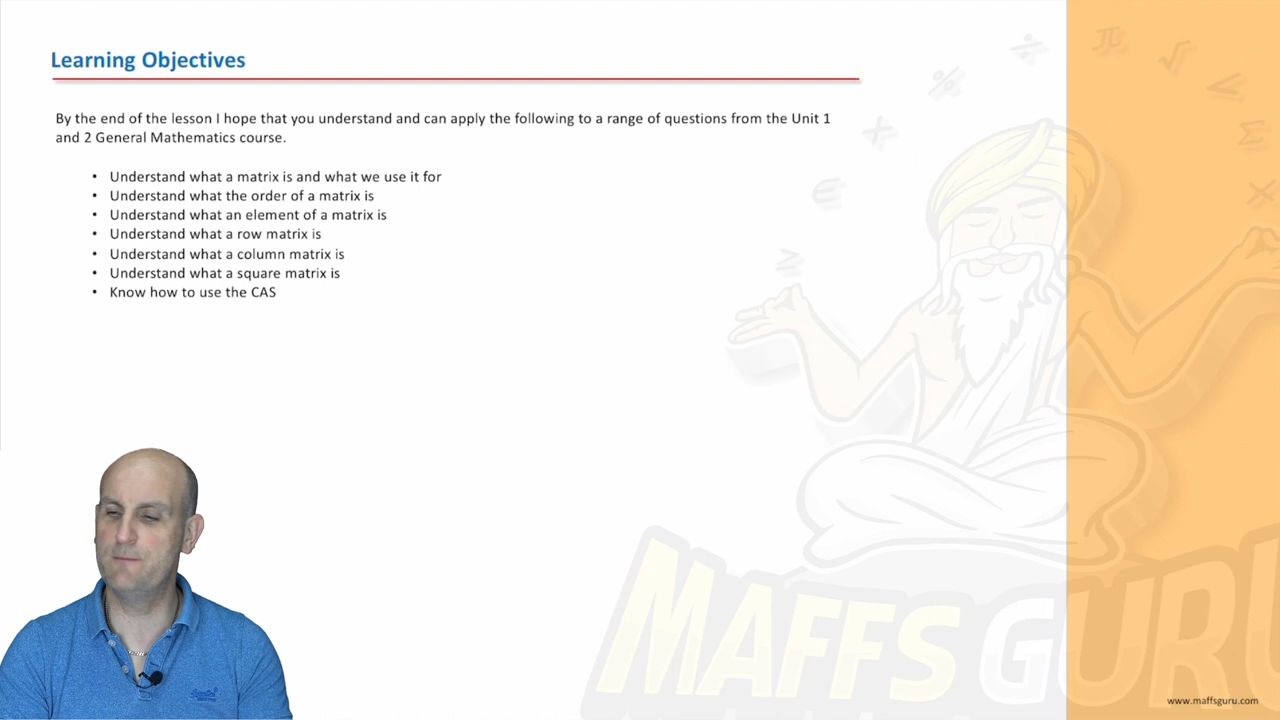 Learning Objectives
By the end of the lesson I hope that you understand and can apply the following to a range of questions from the Unit 1
and 2 General Mathematics course.
• Understand what a matrix is and what we use it for
• Understand what the order of a matrix is
• Understand what an element of a matrix is
• Understand what a row matrix is
• Understand what a column matrix is
• Understand what a square matrix is
• Know how to use the CAS
MAFFS GURU
www.maffsguru.com